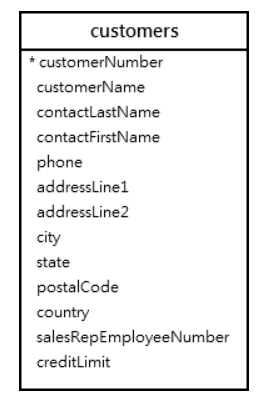 customers
* customerNumber
customerName
contactLastName
contactFirstName
phone
addressLine1
addressLine2
city
state
postalCode
country
salesRepEmployeeNumber
creditLimit